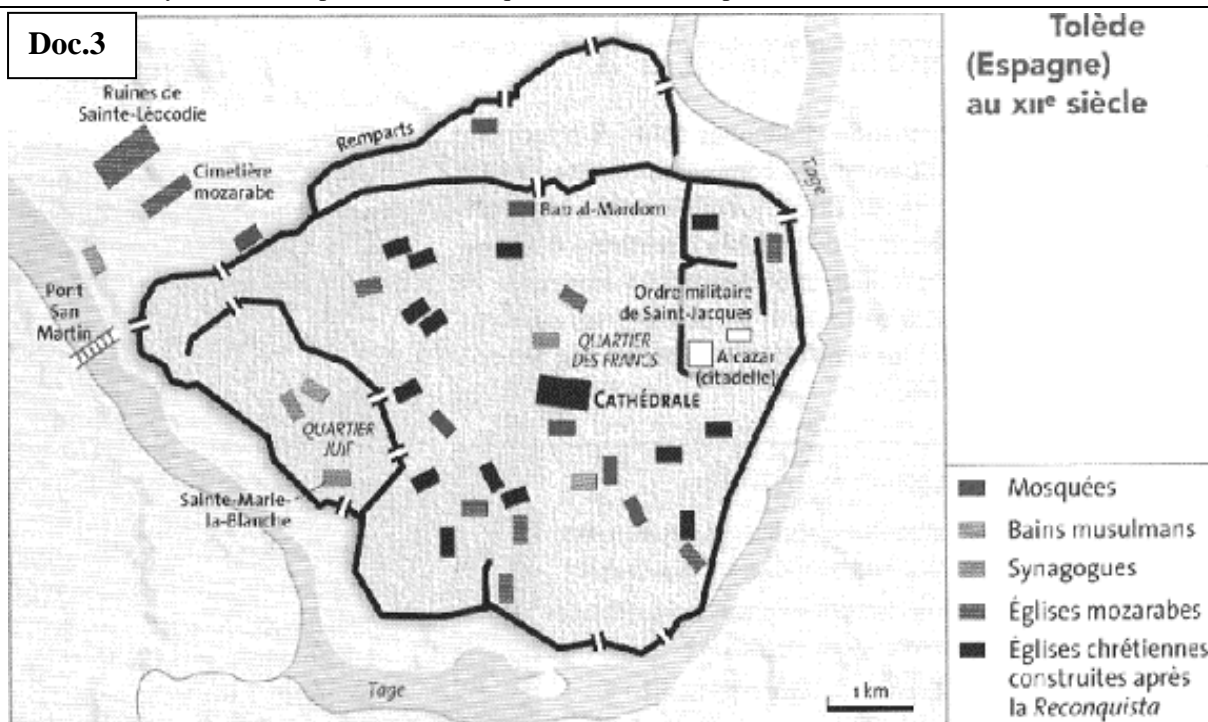 Doc.3
Tolède
(Espagne)
au XIIe siècle
Ruines de
Sainte-Léocodie
Cimetière
mozarabe
Remparts
Tage
Bab al-Mardom
Pont
San
Martin
Ordre militaire
de Saint-Jacques
QUARTIER
DES FRANCS
Alcazar
(citadelle)
CATHÉDRALE
QUARTIER
JUIF
Sainte-Marie-
la-Blanche
Tage
1 km
Mosquées
Bains musulmans
Synagogues
Églises mozarabes
Églises chrétiennes
construites après
la Reconquista